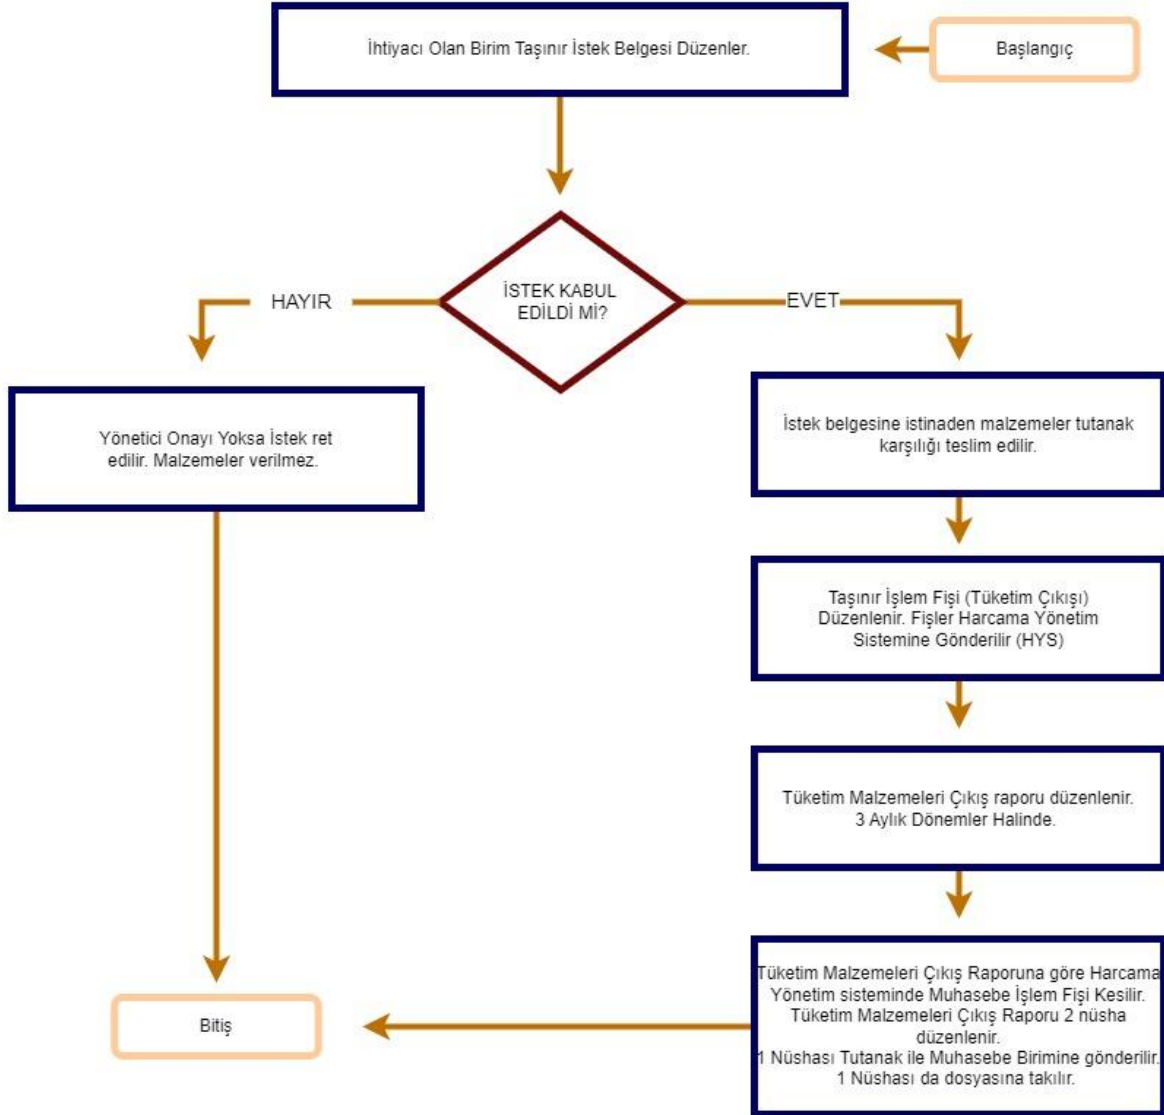 İhtiyacı Olan Birim Taşınır İstek Belgesi Düzenler.
Başlangıç
İSTEK KABUL
EDİLDİ Mİ?
HAYIR
EVET
Yönetici Onayı Yoksa İstek ret
edilir. Malzemeler verilmez.
İstek belgesine istinaden malzemeler tutanak
karşılığı teslim edilir.
Taşınır İşlem Fişi (Tüketim Çıkışı)
Düzenlenir. Fişler Harcama Yönetim
Sistemine Gönderilir (HYS)
Tüketim Malzemeleri Çıkış raporu düzenlenir.
3 Aylık Dönemler Halinde.
Tüketim Malzemeleri Çıkış Raporuna göre Harcama
Yönetim sisteminde Muhasebe İşlem Fişi Kesilir.
Tüketim Malzemeleri Çıkış Raporu 2 nüsha
düzenlenir.
1 Nüshası Tutanak ile Muhasebe Birimine gönderilir.
1 Nüshası da dosyasına takılır.
Bitiş